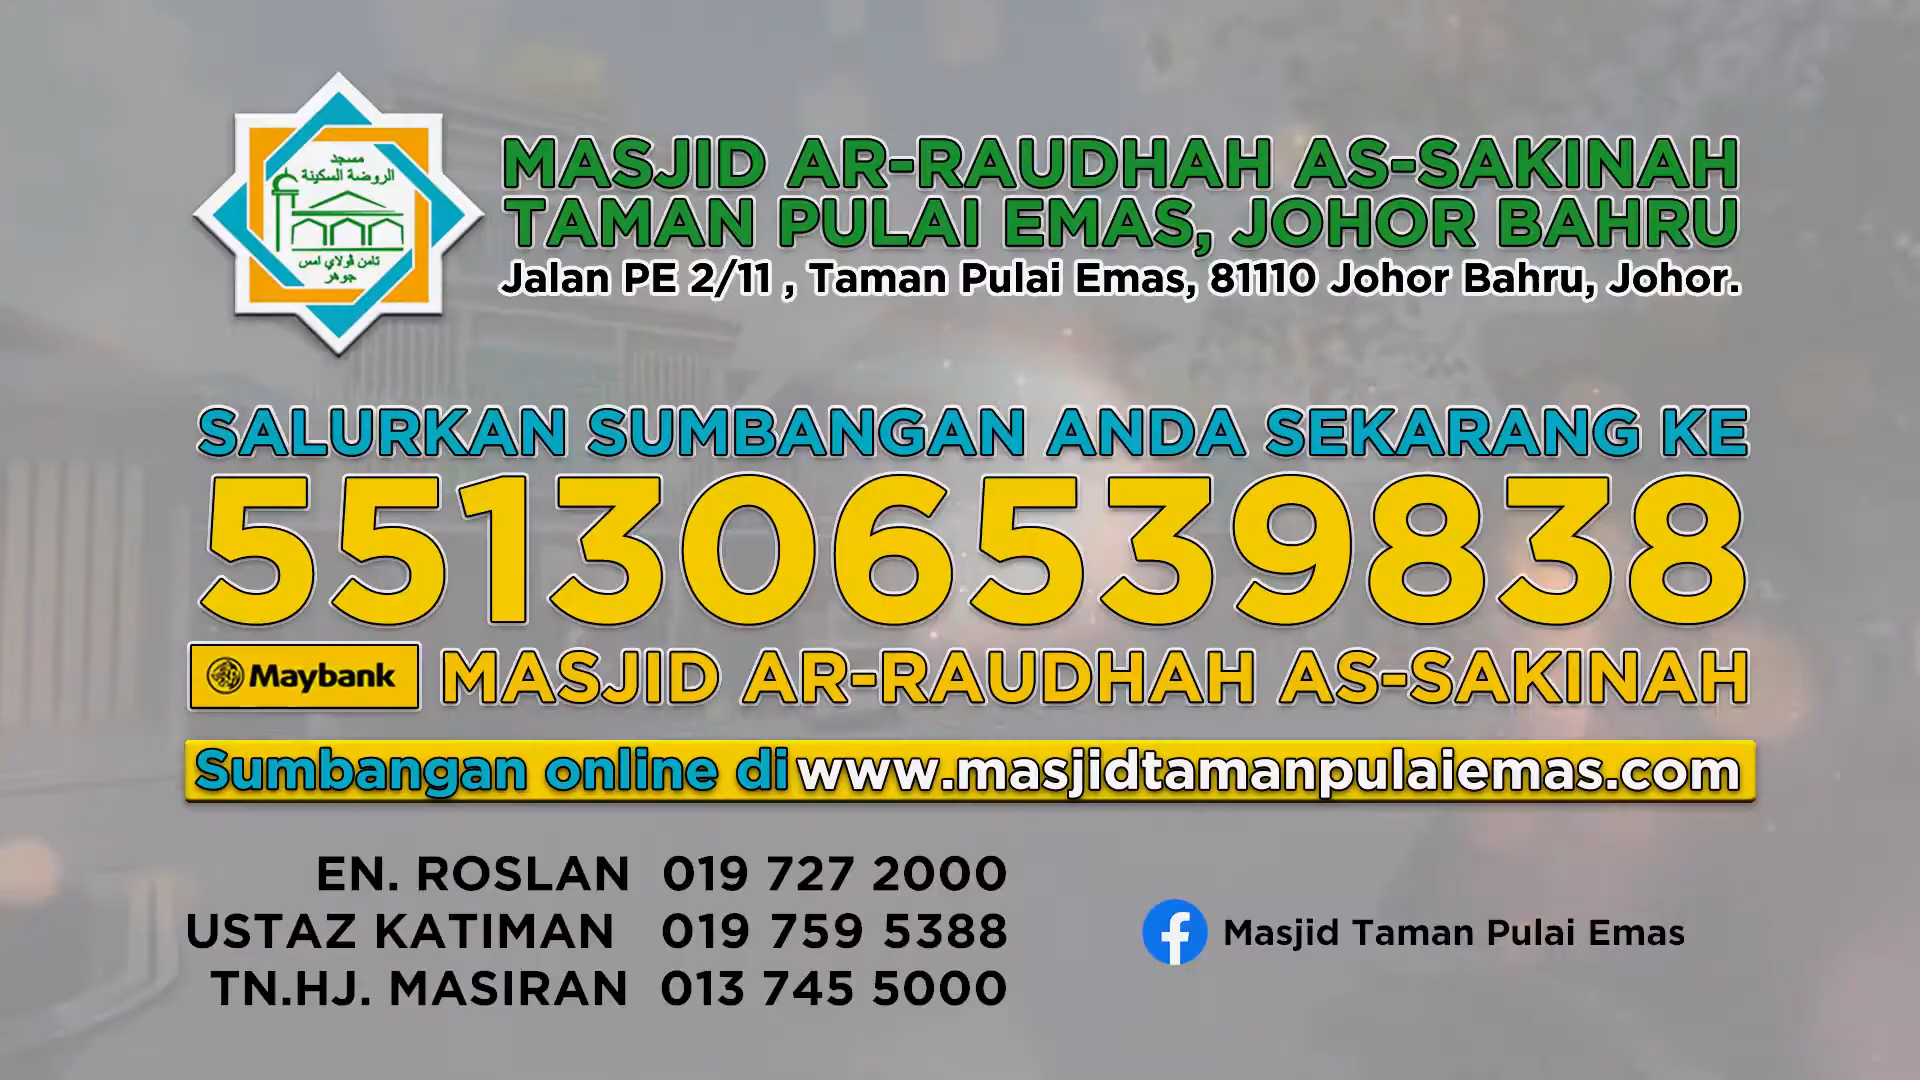 مسجد
الروضة السكينة
تامن ڤولاي امس
جوهر
MASJID AR-RAUDHAH AS-SAKINAH
TAMAN PULAI EMAS, JOHOR BAHRU
Jalan PE 2/11 , Taman Pulai Emas, 81110 Johor Bahru, Johor.
SALURKAN SUMBANGAN ANDA SEKARANG KE
551306539838
Maybank MASJID AR-RAUDHAH AS-SAKINAH
Sumbangan online di www.masjidtamanpulaiemas.com
EN. ROSLAN 019 727 2000
USTAZ KATIMAN 019 759 5388
TN.HJ. MASIRAN 013 745 5000
Masjid Taman Pulai Emas